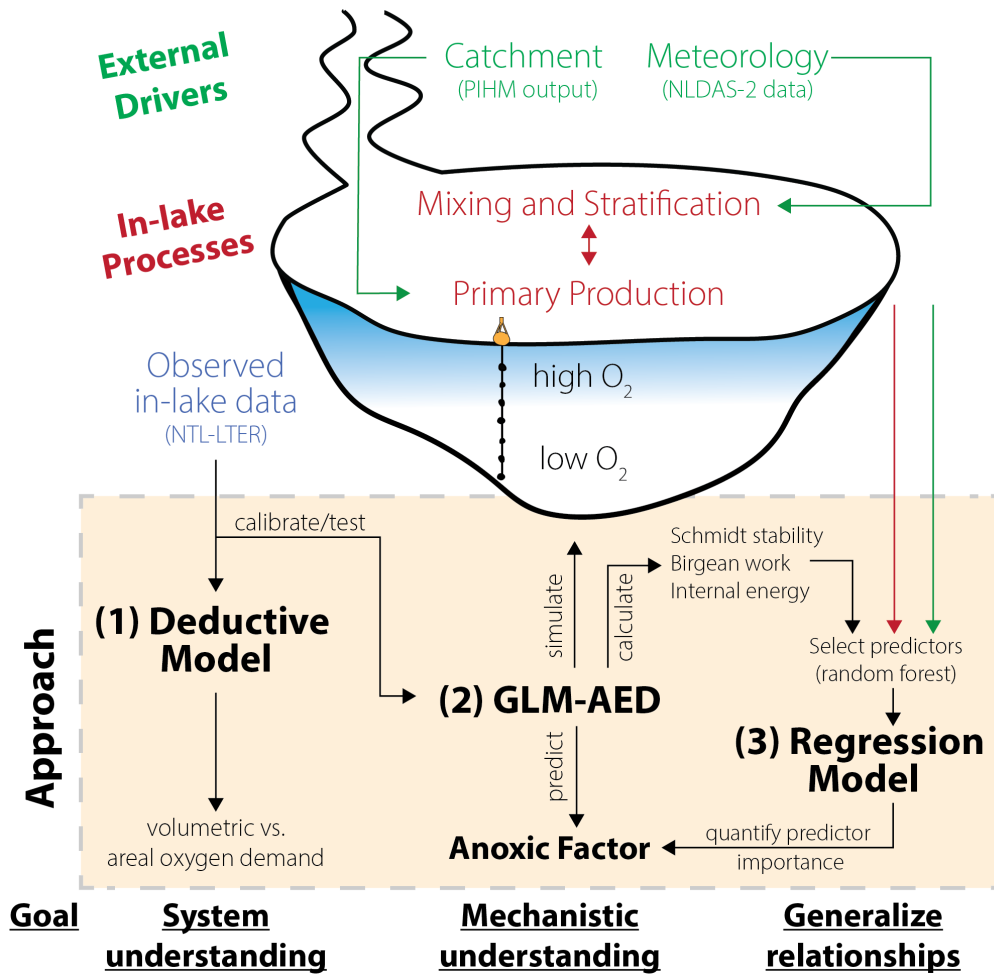 External
Drivers
Catchment
(PIHM output)
Meteorology
(NLDAS-2 data)
In-lake
Processes
Mixing and Stratification
Primary Production
Observed
in-lake data
(NTL-LTER)
high O₂
low O₂
Approach
calibrate/test
(1) Deductive
Model
volumetric vs.
areal oxygen demand
simulate
calculate
Schmidt stability
Birgean work
Internal energy
(2) GLM-AED
predict
Anoxic Factor
Select predictors
(random forest)
(3) Regression
Model
quantify predictor
importance
Goal
System
understanding
Mechanistic
understanding
Generalize
relationships